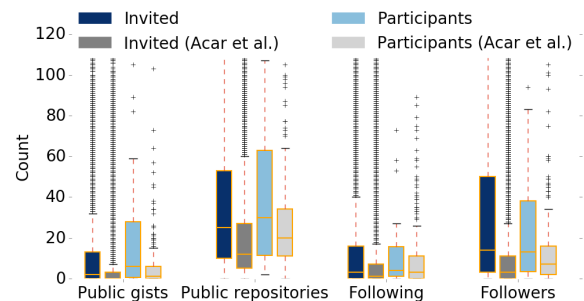 Invited
Participants
Invited (Acar et al.)
Participants (Acar et al.)
120
100
80
60
40
20
0
Count
Public gists
Public repositories
Following
Followers